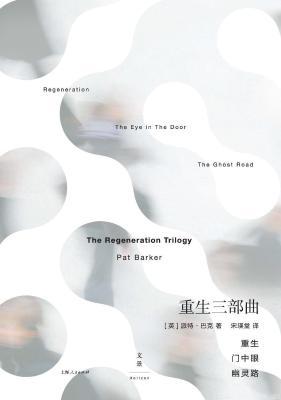 Regeneration
The Eye in The Door
The Ghost Road
The Regeneration Trilogy
Pat Barker
重生三部曲
[英] 派特·巴克 著 宋瑛堂 译
重生
门中眼
幽灵路
文景
Horizon
上海人民出版社